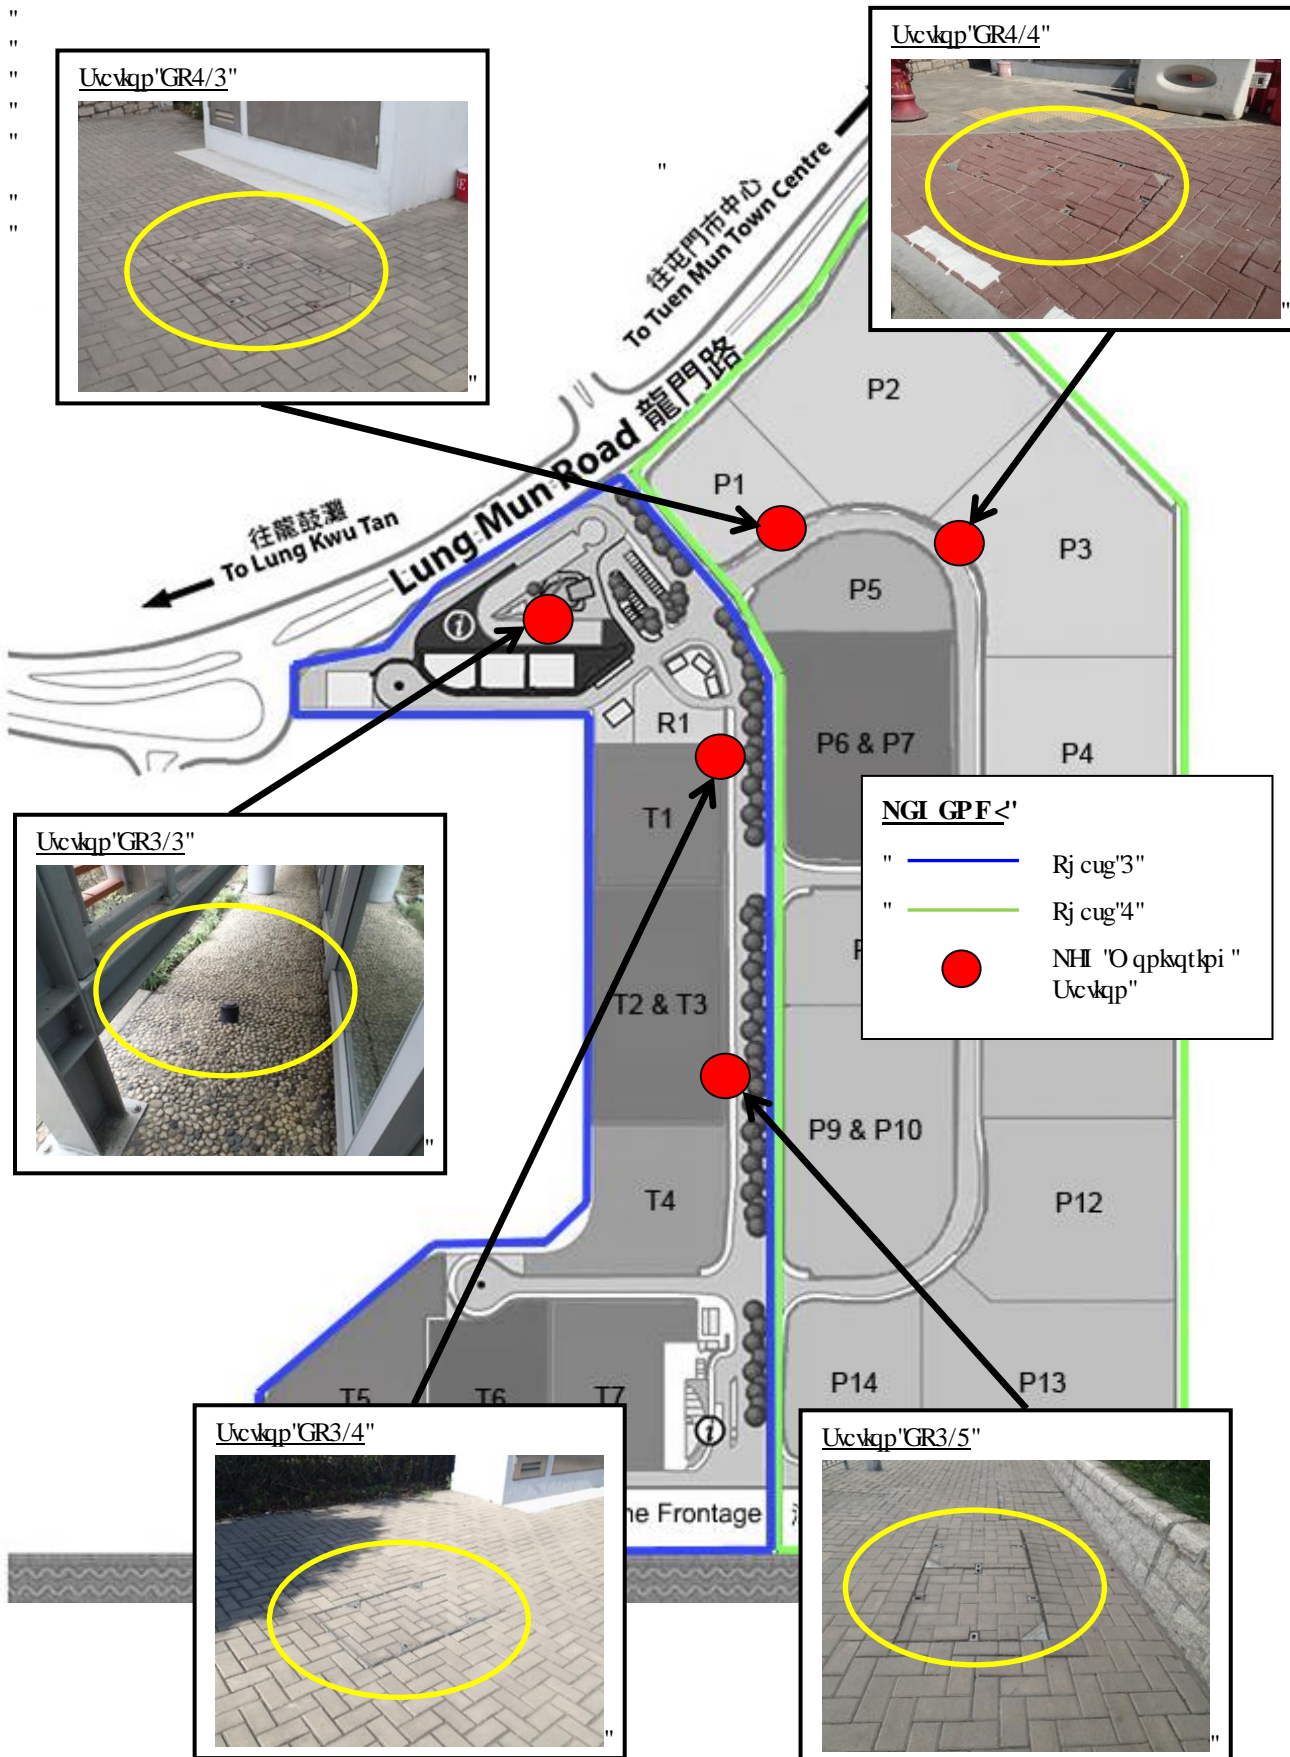 "
"
"
"
"
"
"
"
Uvcvkqp"GR4/3"
"
Uvcvkqp"GR4/4"
"
往屯門市中心
To Tuen Mun Town Centre
Lung Mun Road 龍門路
往龍鼓灘
To Lung Kwu Tan
P2
P1
P3
P5
R1
P6 & P7
P4
T1
Uvcvkqp"GR3/3"
"
NGI GPF<"
" Rj cug"3"
" Rj cug"4"
NHI "O qpkvqtkpi "
Uvcvkqp"
T2 & T3
P9 & P10
T4
P12
T5
T6
T7
P14
P13
Uvcvkqp"GR3/4"
"
Uvcvkqp"GR3/5"
"
ne Frontage